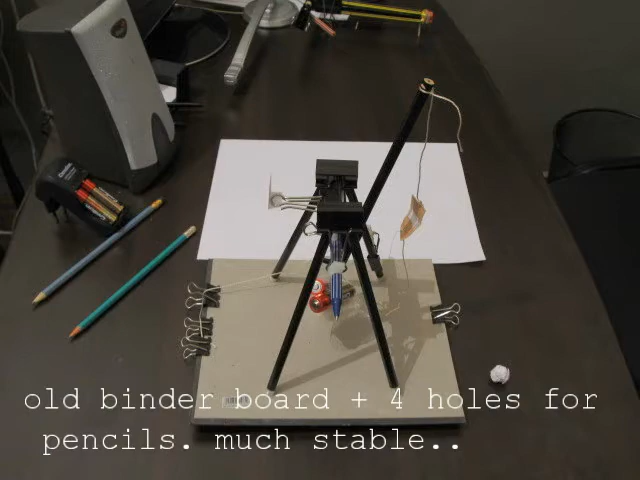 old binder board + 4 holes for
pencils. much stable..